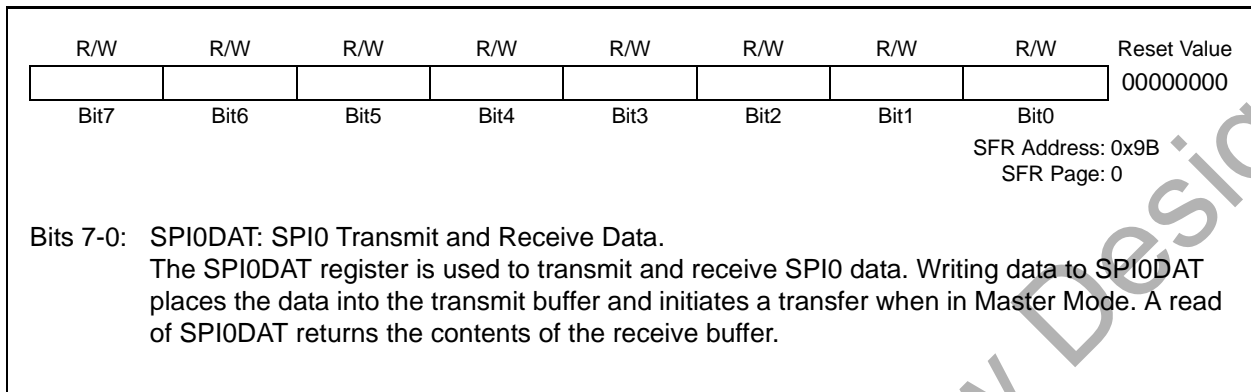 R/W R/W R/W R/W R/W R/W R/W R/W Reset Value
00000000
Bit7 Bit6 Bit5 Bit4 Bit3 Bit2 Bit1 Bit0
SFR Address: 0x9B
SFR Page: 0
Bits 7-0: SPI0DAT: SPI0 Transmit and Receive Data.
The SPI0DAT register is used to transmit and receive SPI0 data. Writing data to SPI0DAT
places the data into the transmit buffer and initiates a transfer when in Master Mode. A read
of SPI0DAT returns the contents of the receive buffer.